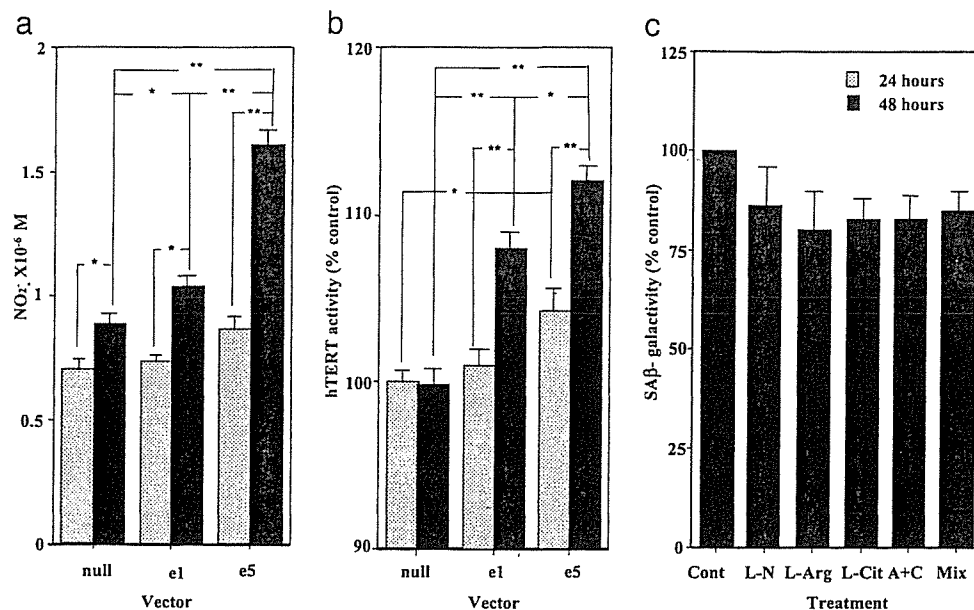 a
NO₂- X10⁻⁶ M
2
1.5
1
0.5
0
**
* **
**
*
*
null e1 e5
Vector
b
hTERT activity (% control)
120
110
100
90
**
** *
** **
*
null e1 e5
Vector
c
SAβ- galactivity (% control)
125
100
75
50
25
0
24 hours
48 hours
Cont L-N L-Arg L-Cit A+C Mix
Treatment